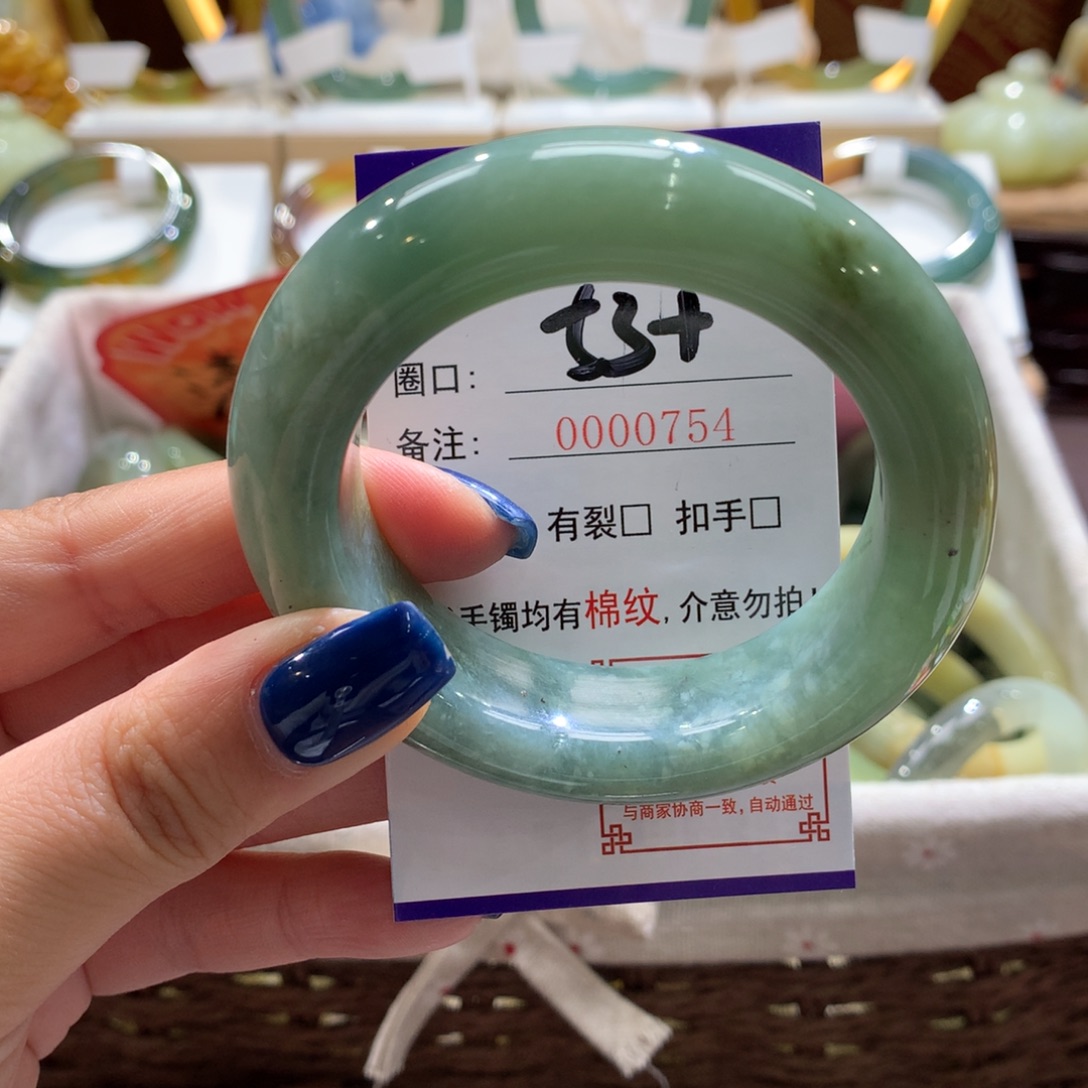 53+
圈口:
备注: 0000754
有裂□ 扣手□
手镯均有棉纹, 介意勿拍!
与商家协商一致, 自动通过